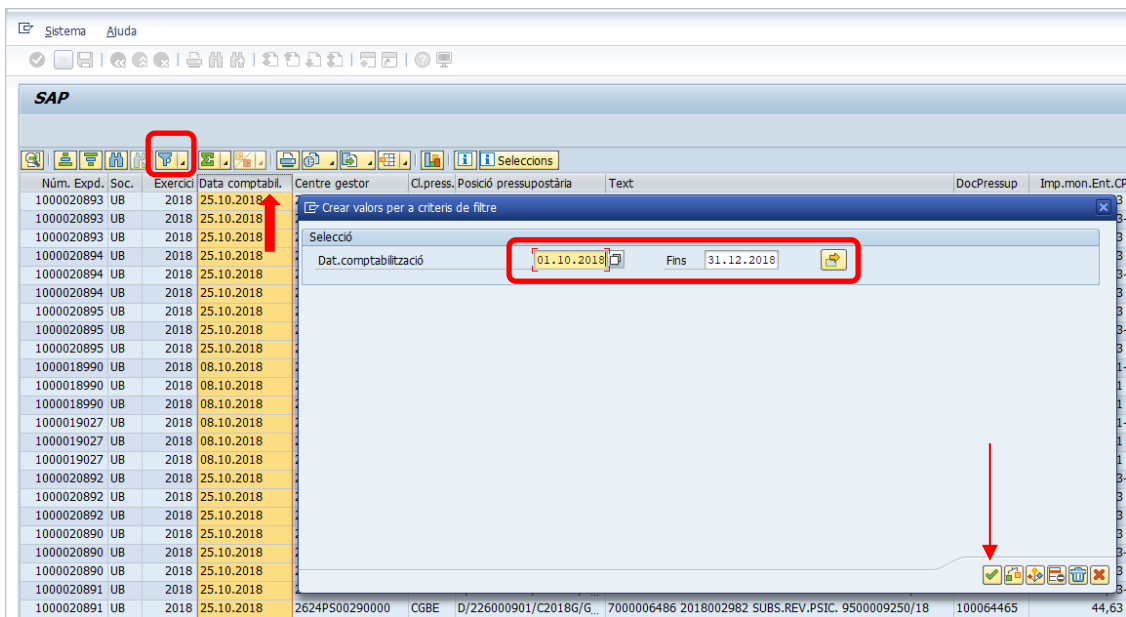 Sistema Ajuda
SAP
Seleccions
Núm. Expd. Soc. Exercici Data comptabil. Centre gestor Cl.press. Posició pressupostària Text DocPressup Imp.mon.Ent.CP
1000020893 UB 2018 25.10.2018
1000020893 UB 2018 25.10.2018
1000020893 UB 2018 25.10.2018
1000020894 UB 2018 25.10.2018
1000020894 UB 2018 25.10.2018
1000020894 UB 2018 25.10.2018
1000020895 UB 2018 25.10.2018
1000020895 UB 2018 25.10.2018
1000020895 UB 2018 25.10.2018
1000018990 UB 2018 08.10.2018
1000018990 UB 2018 08.10.2018
1000018990 UB 2018 08.10.2018
1000019027 UB 2018 08.10.2018
1000019027 UB 2018 08.10.2018
1000019027 UB 2018 08.10.2018
1000020892 UB 2018 25.10.2018
1000020892 UB 2018 25.10.2018
1000020892 UB 2018 25.10.2018
1000020890 UB 2018 25.10.2018
1000020890 UB 2018 25.10.2018
1000020890 UB 2018 25.10.2018
1000020891 UB 2018 25.10.2018
1000020891 UB 2018 25.10.2018 2624PS00290000 CGBE D/226000901/C2018G/G... 7000006486 2018002982 SUBS.REV.PSIC. 9500009250/18 100064465 44,63
Crear valors per a criteris de filtre
Selecció
Dat.comptabilització 01.10.2018 Fins 31.12.2018